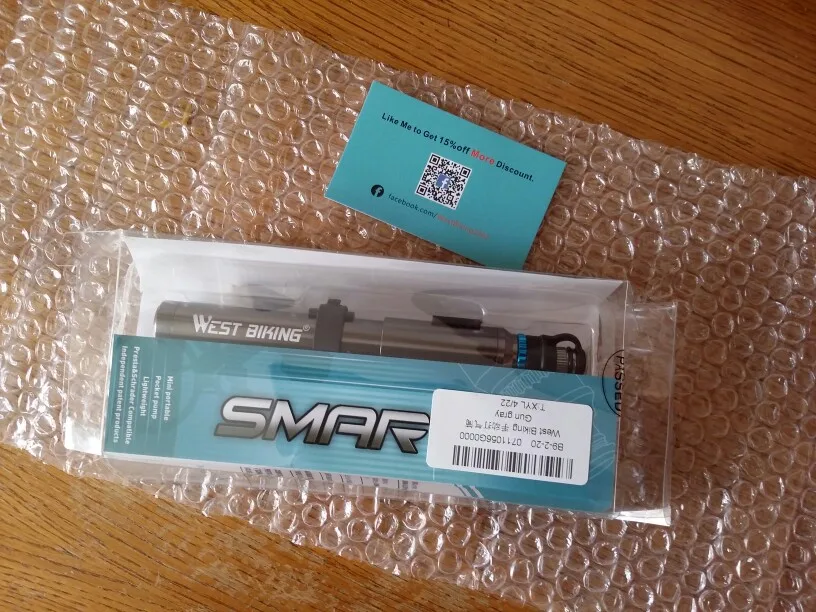 Like Me to Get 15%off More Discount.
facebook.com/
WEST BIKING®
Mini portable
Pocket pump
Lightweight
Presta&Schrader Compatible
Independent patent products
SMAR
B9-2-20 0711056G0000
West Biking 手动打气筒
Gun gray
T:XYL 4/22